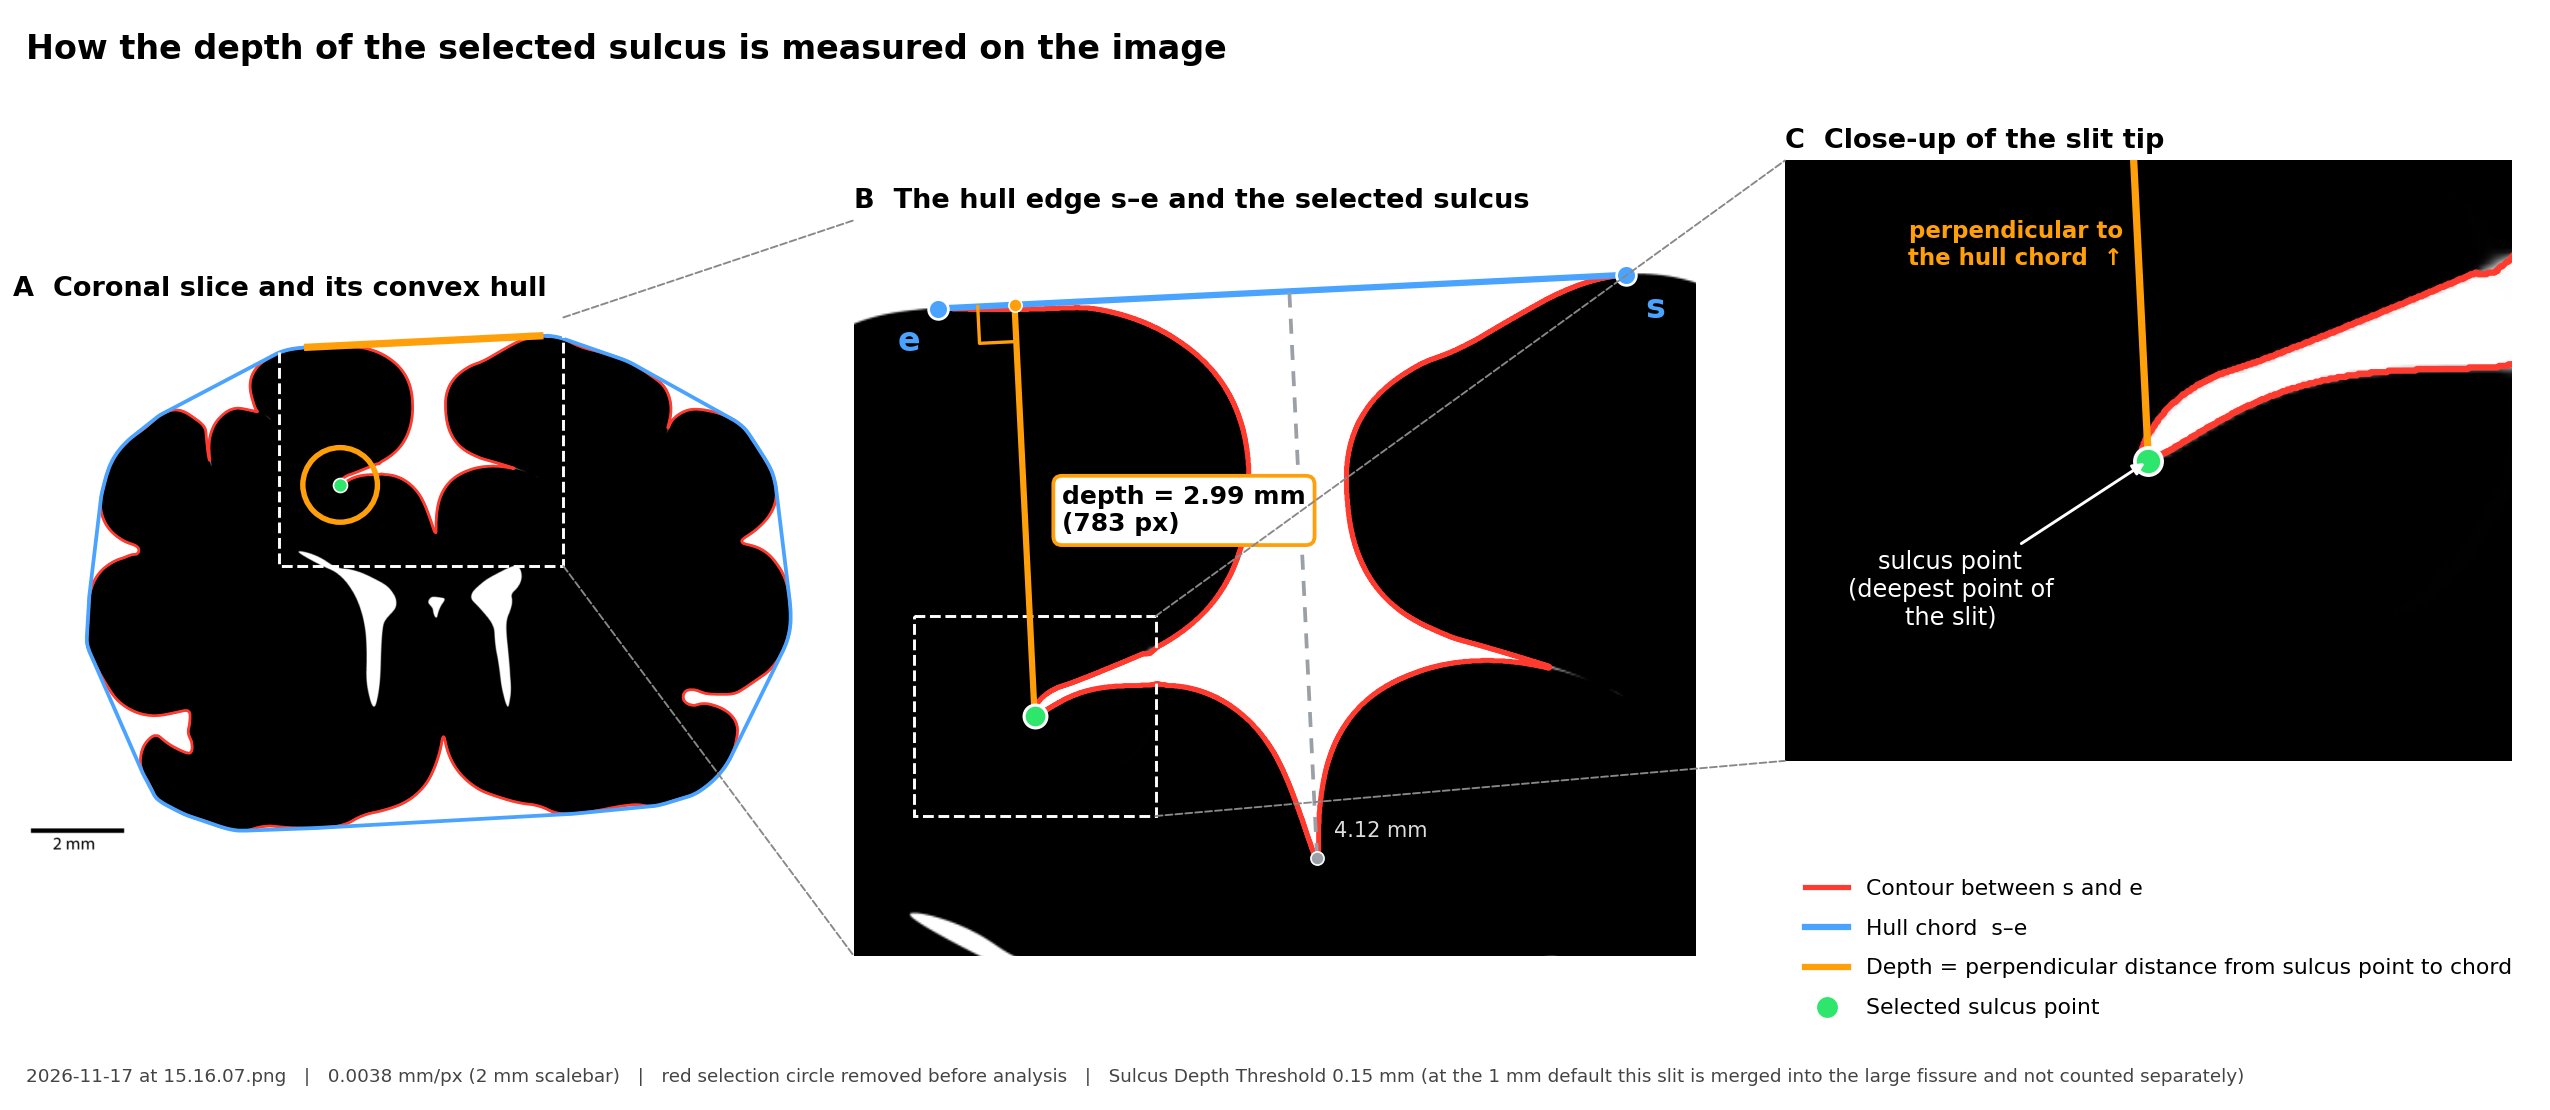 How the depth of the selected sulcus is measured on the image
A  Coronal slice and its convex hull
2 mm
B  The hull edge s–e and the selected sulcus
e
s
depth = 2.99 mm
(783 px)
4.12 mm
C  Close-up of the slit tip
perpendicular to
the hull chord ↑
sulcus point
(deepest point of
the slit)
Contour between s and e
Hull chord  s–e
Depth = perpendicular distance from sulcus point to chord
Selected sulcus point
2026-11-17 at 15.16.07.png   |   0.0038 mm/px (2 mm scalebar)   |   red selection circle removed before analysis   |   Sulcus Depth Threshold 0.15 mm (at the 1 mm default this slit is merged into the large fissure and not counted separately)